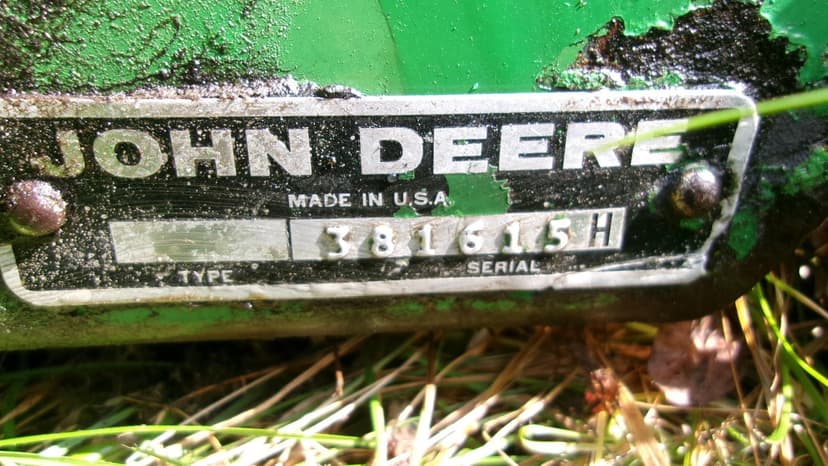 JOHN DEERE
MADE IN U.S.A
381615H
TYPE SERIAL